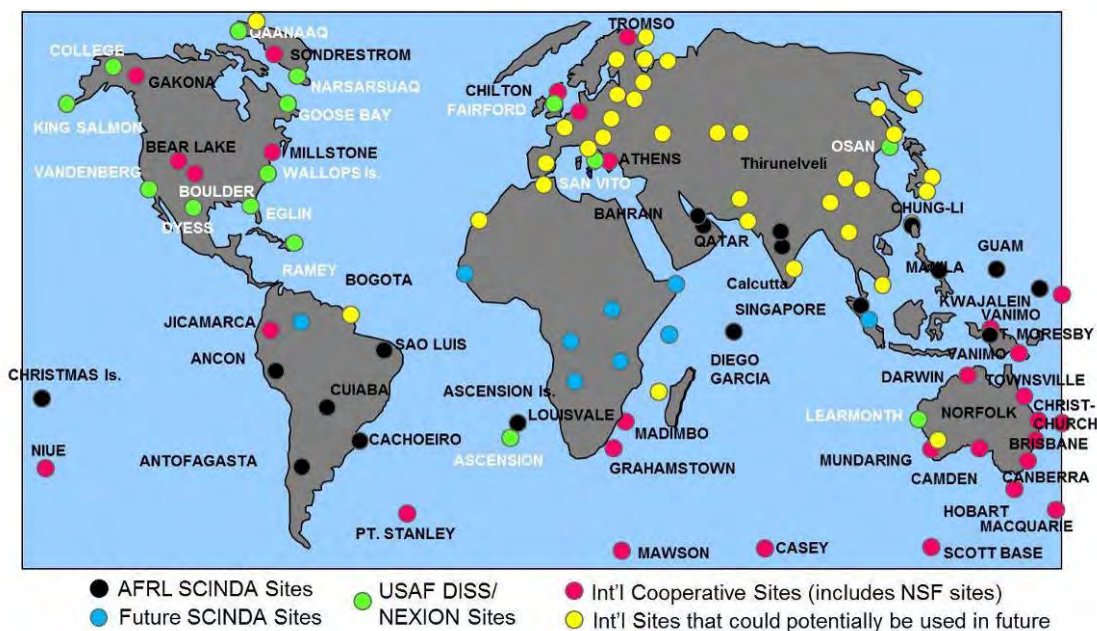 QAANAAQ
TROMSO
COLLEGE
SONDRESTROM
GAKONA
NARSARSUAQ
CHILTON
FAIRFORD
KING SALMON
GOOSE BAY
BEAR LAKE
MILLSTONE
OSAN
VANDENBERG
WALLOPS Is.
ATHENS
Thirunelveli
BOULDER
SAN VITO
EGLIN
BAHRAIN
CHUNG-LI
DYESS
QATAR
GUAM
RAMEY
BOGOTA
Calcutta
MANILA
SINGAPORE
KWAJALEIN
JICAMARCA
VANIMO
T. MORESBY
SAO LUIS
ANCON
DIEGO
GARCIA
VANIMO
CHRISTMAS Is.
CUIABA
ASCENSION Is.
DARWIN
TOWNSVILLE
LOUISVALE
LEARMONTH
NORFOLK
CHRIST-
CHURCH
CACHOEIRO
MADIMBO
NIUE
ANTOFAGASTA
ASCENSION
GRAHAMSTOWN
MUNDARING
BRISBANE
CAMDEN
CANBERRA
HOBART
PT. STANLEY
MACQUARIE
MAWSON
CASEY
SCOTT BASE
AFRL SCINDA Sites
Future SCINDA Sites
USAF DISS/
NEXION Sites
Int'l Cooperative Sites (includes NSF sites)
Int'l Sites that could potentially be used in future